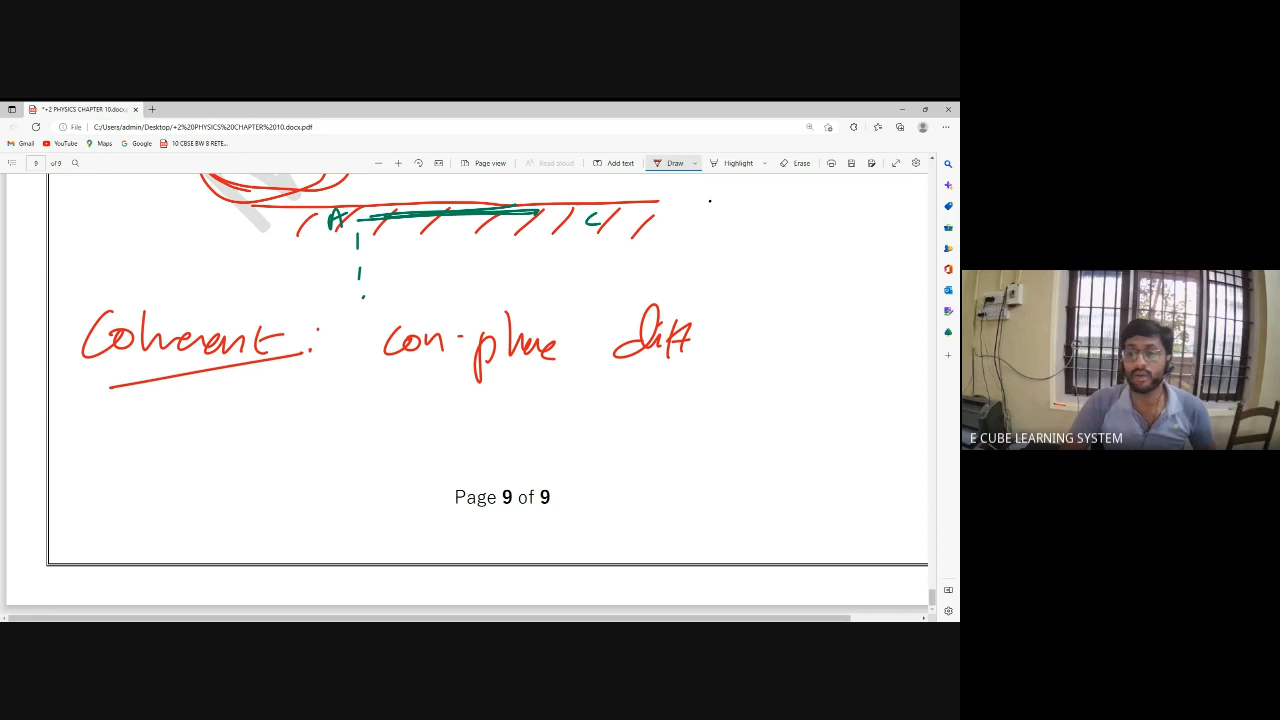 *+2 PHYSICS CHAPTER 10.docx.p
File C:/Users/admin/Desktop/+2%20PHYSICS%20CHAPTER%2010.docx.pdf
Gmail YouTube Maps Google 10 CBSE BW 8 RETE...
9 of 9 Page view Read aloud Add text Draw Highlight Erase
A C
Coherent : con-phase diff
E CUBE LEARNING SYSTEM
Page 9 of 9